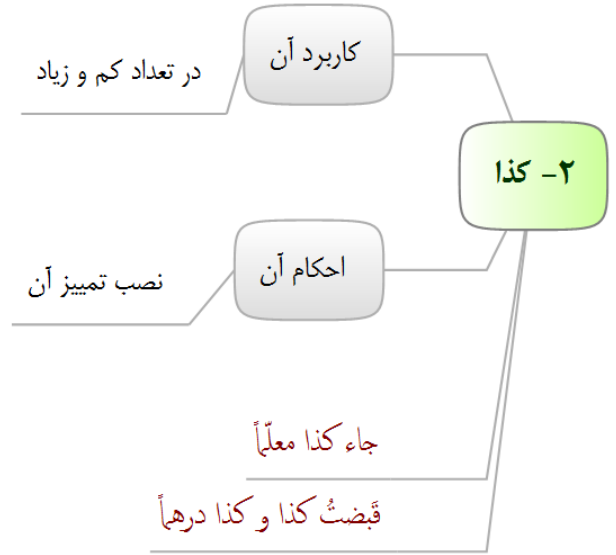 ۲- کذا
کاربرد آن
در تعداد کم و زیاد
احکام آن
نصب تمییز آن
جاء کذا معلّماً
قَبضتُ کذا و کذا درهماً